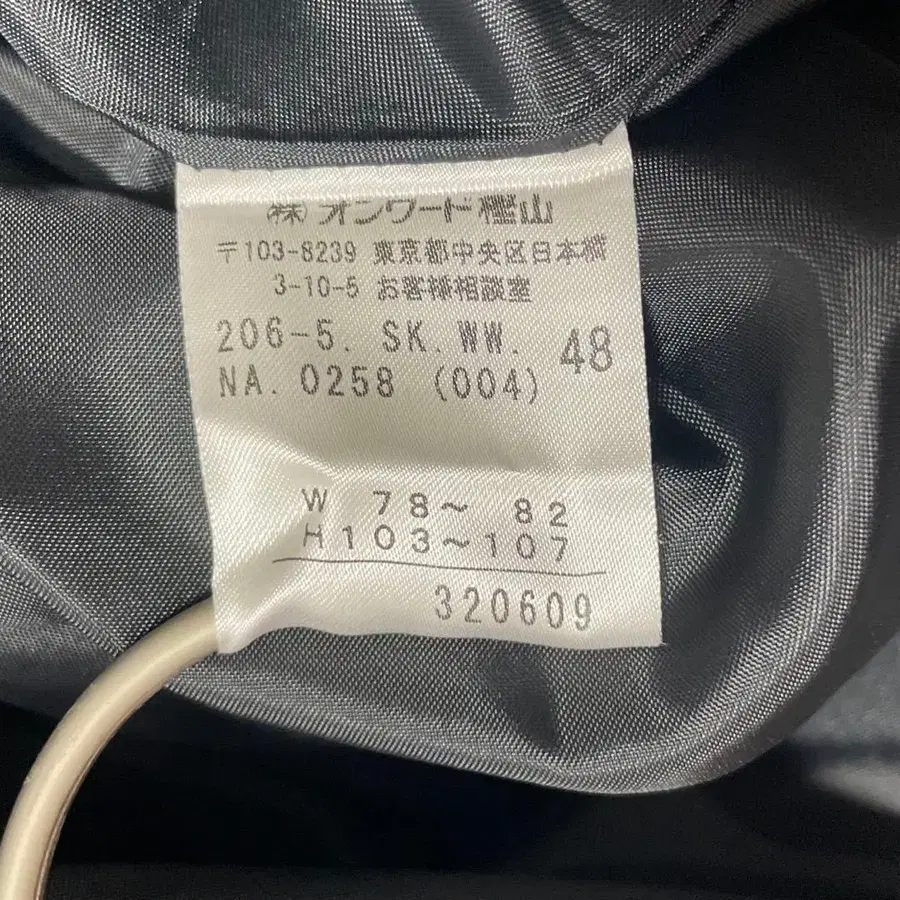 (株)オンワード樫山
〒103-8239 東京都中央区日本橋
3-10-5 お客様相談室
206-5. SK. WW. 48
NA. 0258 (004)
W 78~ 82
H103~107
320609